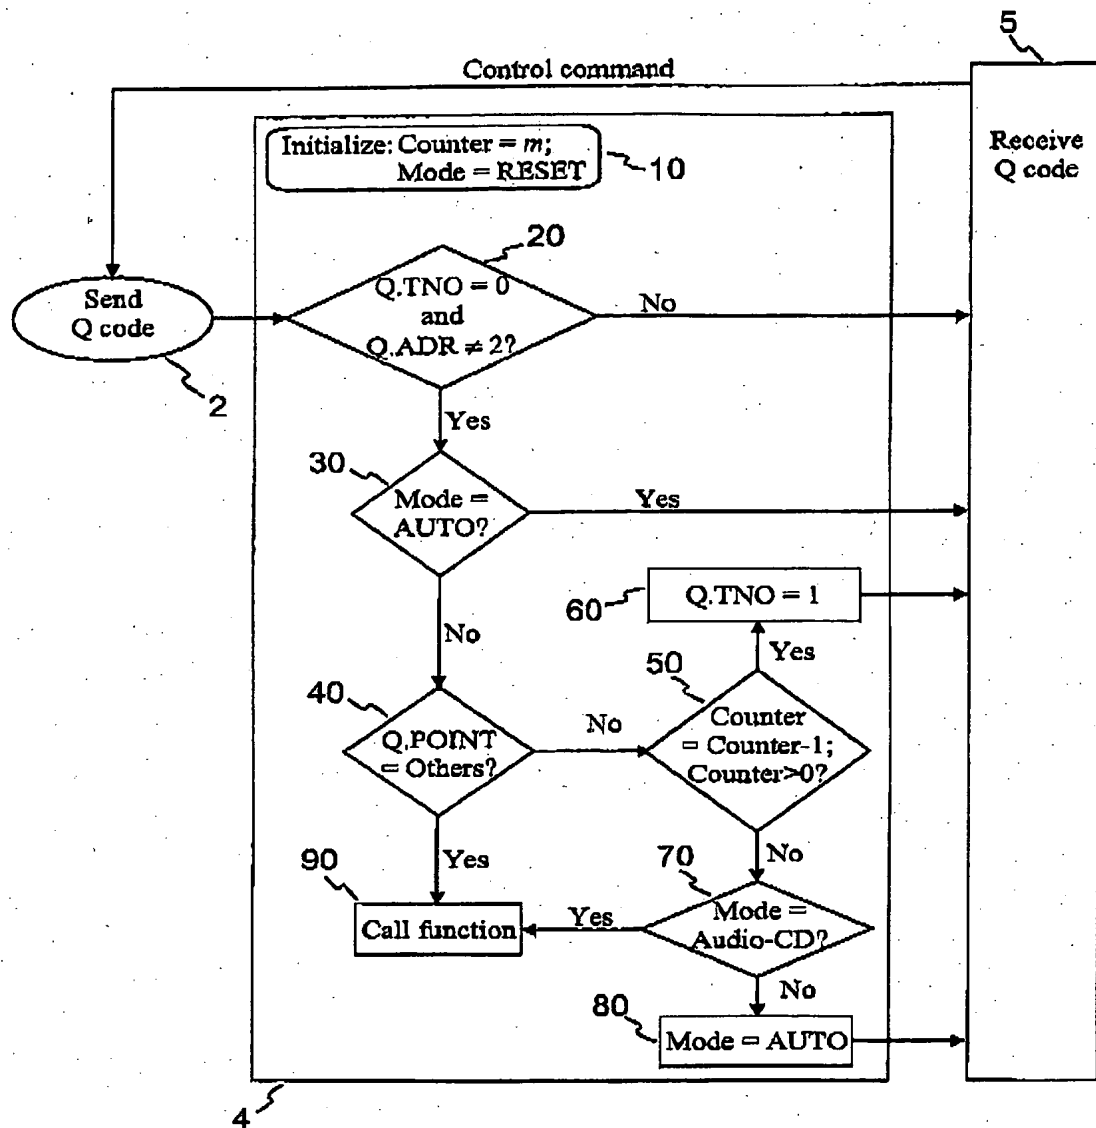 5
Control command
Initialize: Counter = m;
Mode = RESET
10
Receive
Q code
20
Q.TNO = 0
and
Q.ADR ≠ 2?
No
Send
Q code
2
Yes
30
Mode =
AUTO?
Yes
60
Q.TNO = 1
No
Yes
50
40
Q.POINT
= Others?
No
Counter
= Counter-1;
Counter>0?
Yes
No
90
70
Call function
Yes
Mode =
Audio-CD?
No
80
Mode = AUTO
4